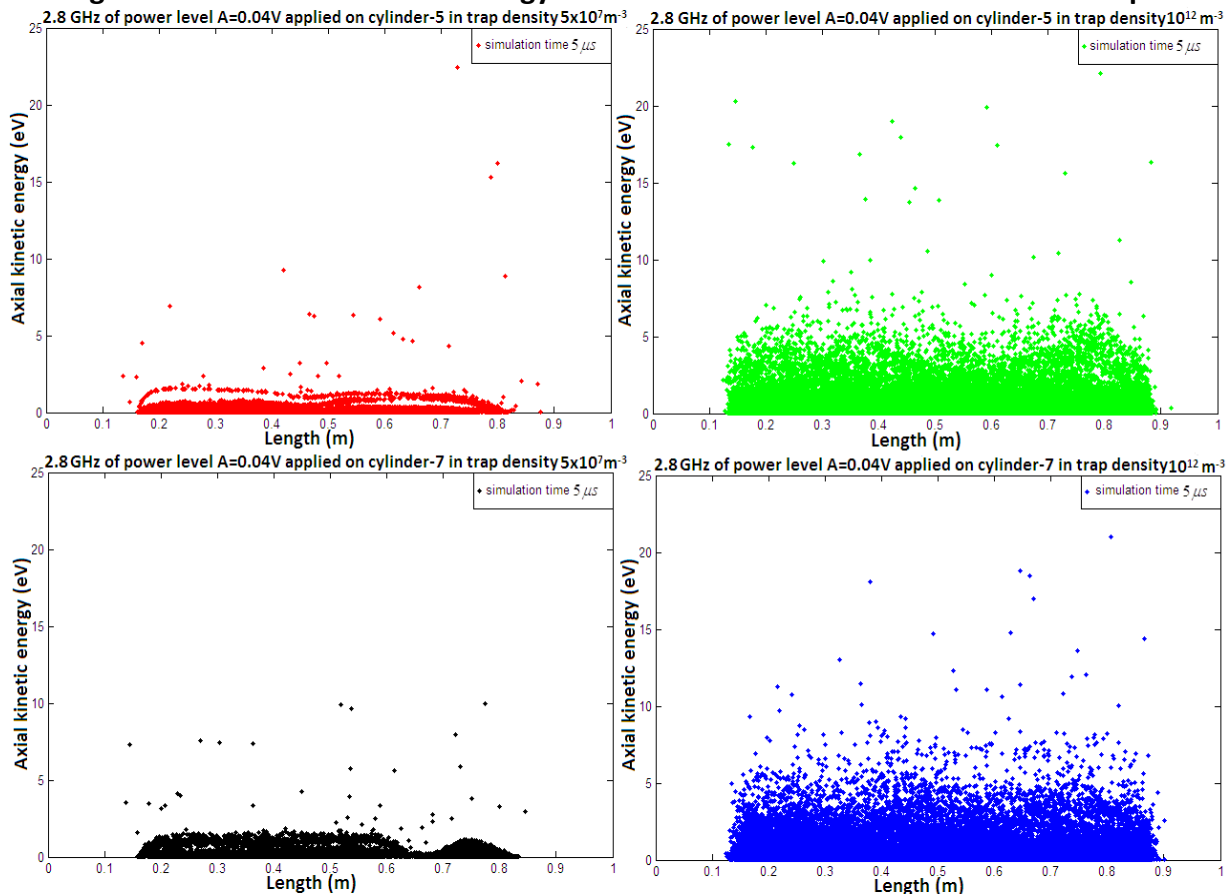 2.8 GHz of power level A=0.04V applied on cylinder-5 in trap density 5x10⁷m⁻³
simulation time 5 μs
25
20
15
10
5
0
Axial kinetic energy (eV)
0 0.1 0.2 0.3 0.4 0.5 0.6 0.7 0.8 0.9 1
Length (m)
2.8 GHz of power level A=0.04V applied on cylinder-5 in trap density10¹² m⁻³
simulation time 5 μs
25
20
15
10
5
0
Axial kinetic energy (eV)
0 0.1 0.2 0.3 0.4 0.5 0.6 0.7 0.8 0.9 1
Length (m)
2.8 GHz of power level A=0.04V applied on cylinder-7 in trap density 5x10⁷m⁻³
simulation time 5 μs
25
20
15
10
5
0
Axial kinetic energy (eV)
0 0.1 0.2 0.3 0.4 0.5 0.6 0.7 0.8 0.9 1
Length (m)
2.8 GHz of power level A=0.04V applied on cylinder-7 in trap density10¹² m⁻³
simulation time 5 μs
25
20
15
10
5
0
Axial kinetic energy (eV)
0 0.1 0.2 0.3 0.4 0.5 0.6 0.7 0.8 0.9 1
Length (m)